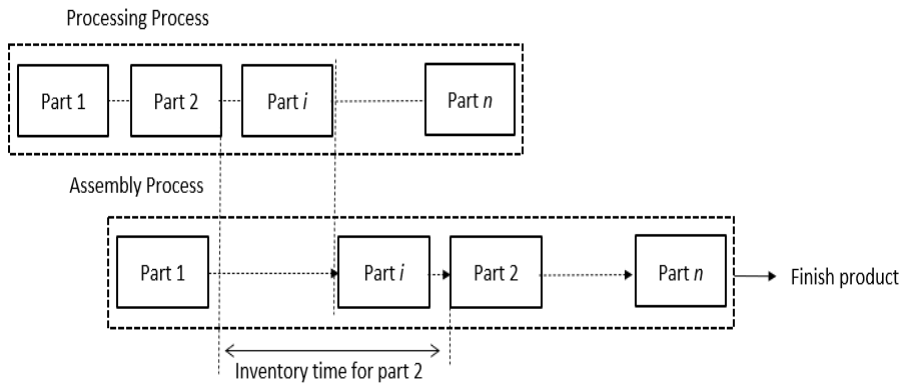 Processing Process
Part 1
Part 2
Part i
Part n
Assembly Process
Part 1
Part i
Part 2
Part n
Finish product
Inventory time for part 2